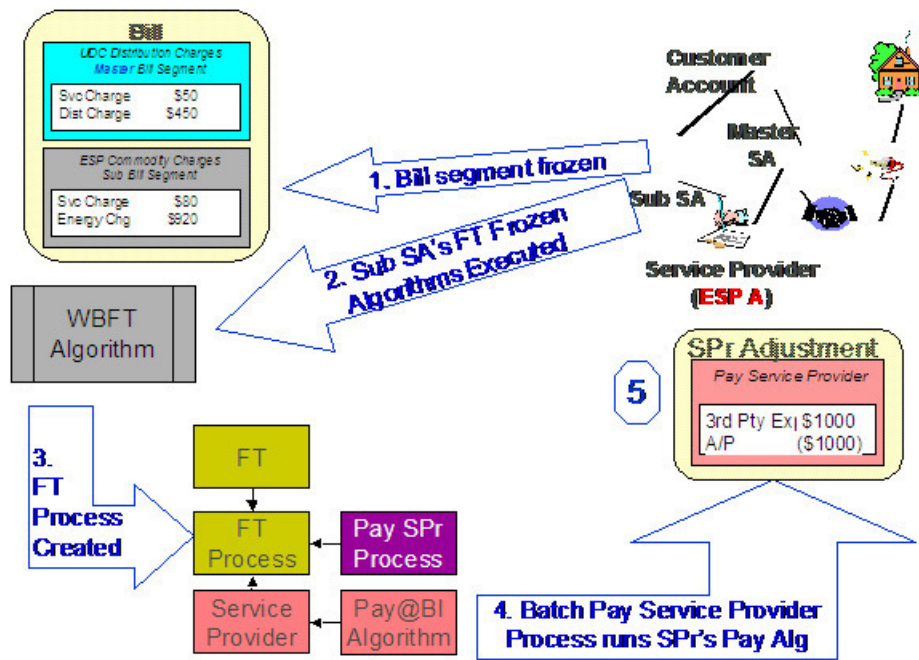 Bill
UDC Distribution Charges
Master Bill Segment
Svc Charge $50
Dist Charge $450
ESP Commodity Charges
Sub Bill Segment
Svc Charge $80
Energy Chg $920
Customer
Account
Master
SA
Sub SA
Service Provider
(ESP A)
1. Bill segment frozen
2. Sub SA's FT Frozen
Algorithms Executed
WBFT
Algorithm
SPr Adjustment
Pay Service Provider
3rd Pty Exp $1000
A/P ($1000)
5
3.
FT
Process
Created
FT
FT
Process
Pay SPr
Process
Service
Provider
Pay@BI
Algorithm
4. Batch Pay Service Provider
Process runs SPr's Pay Alg